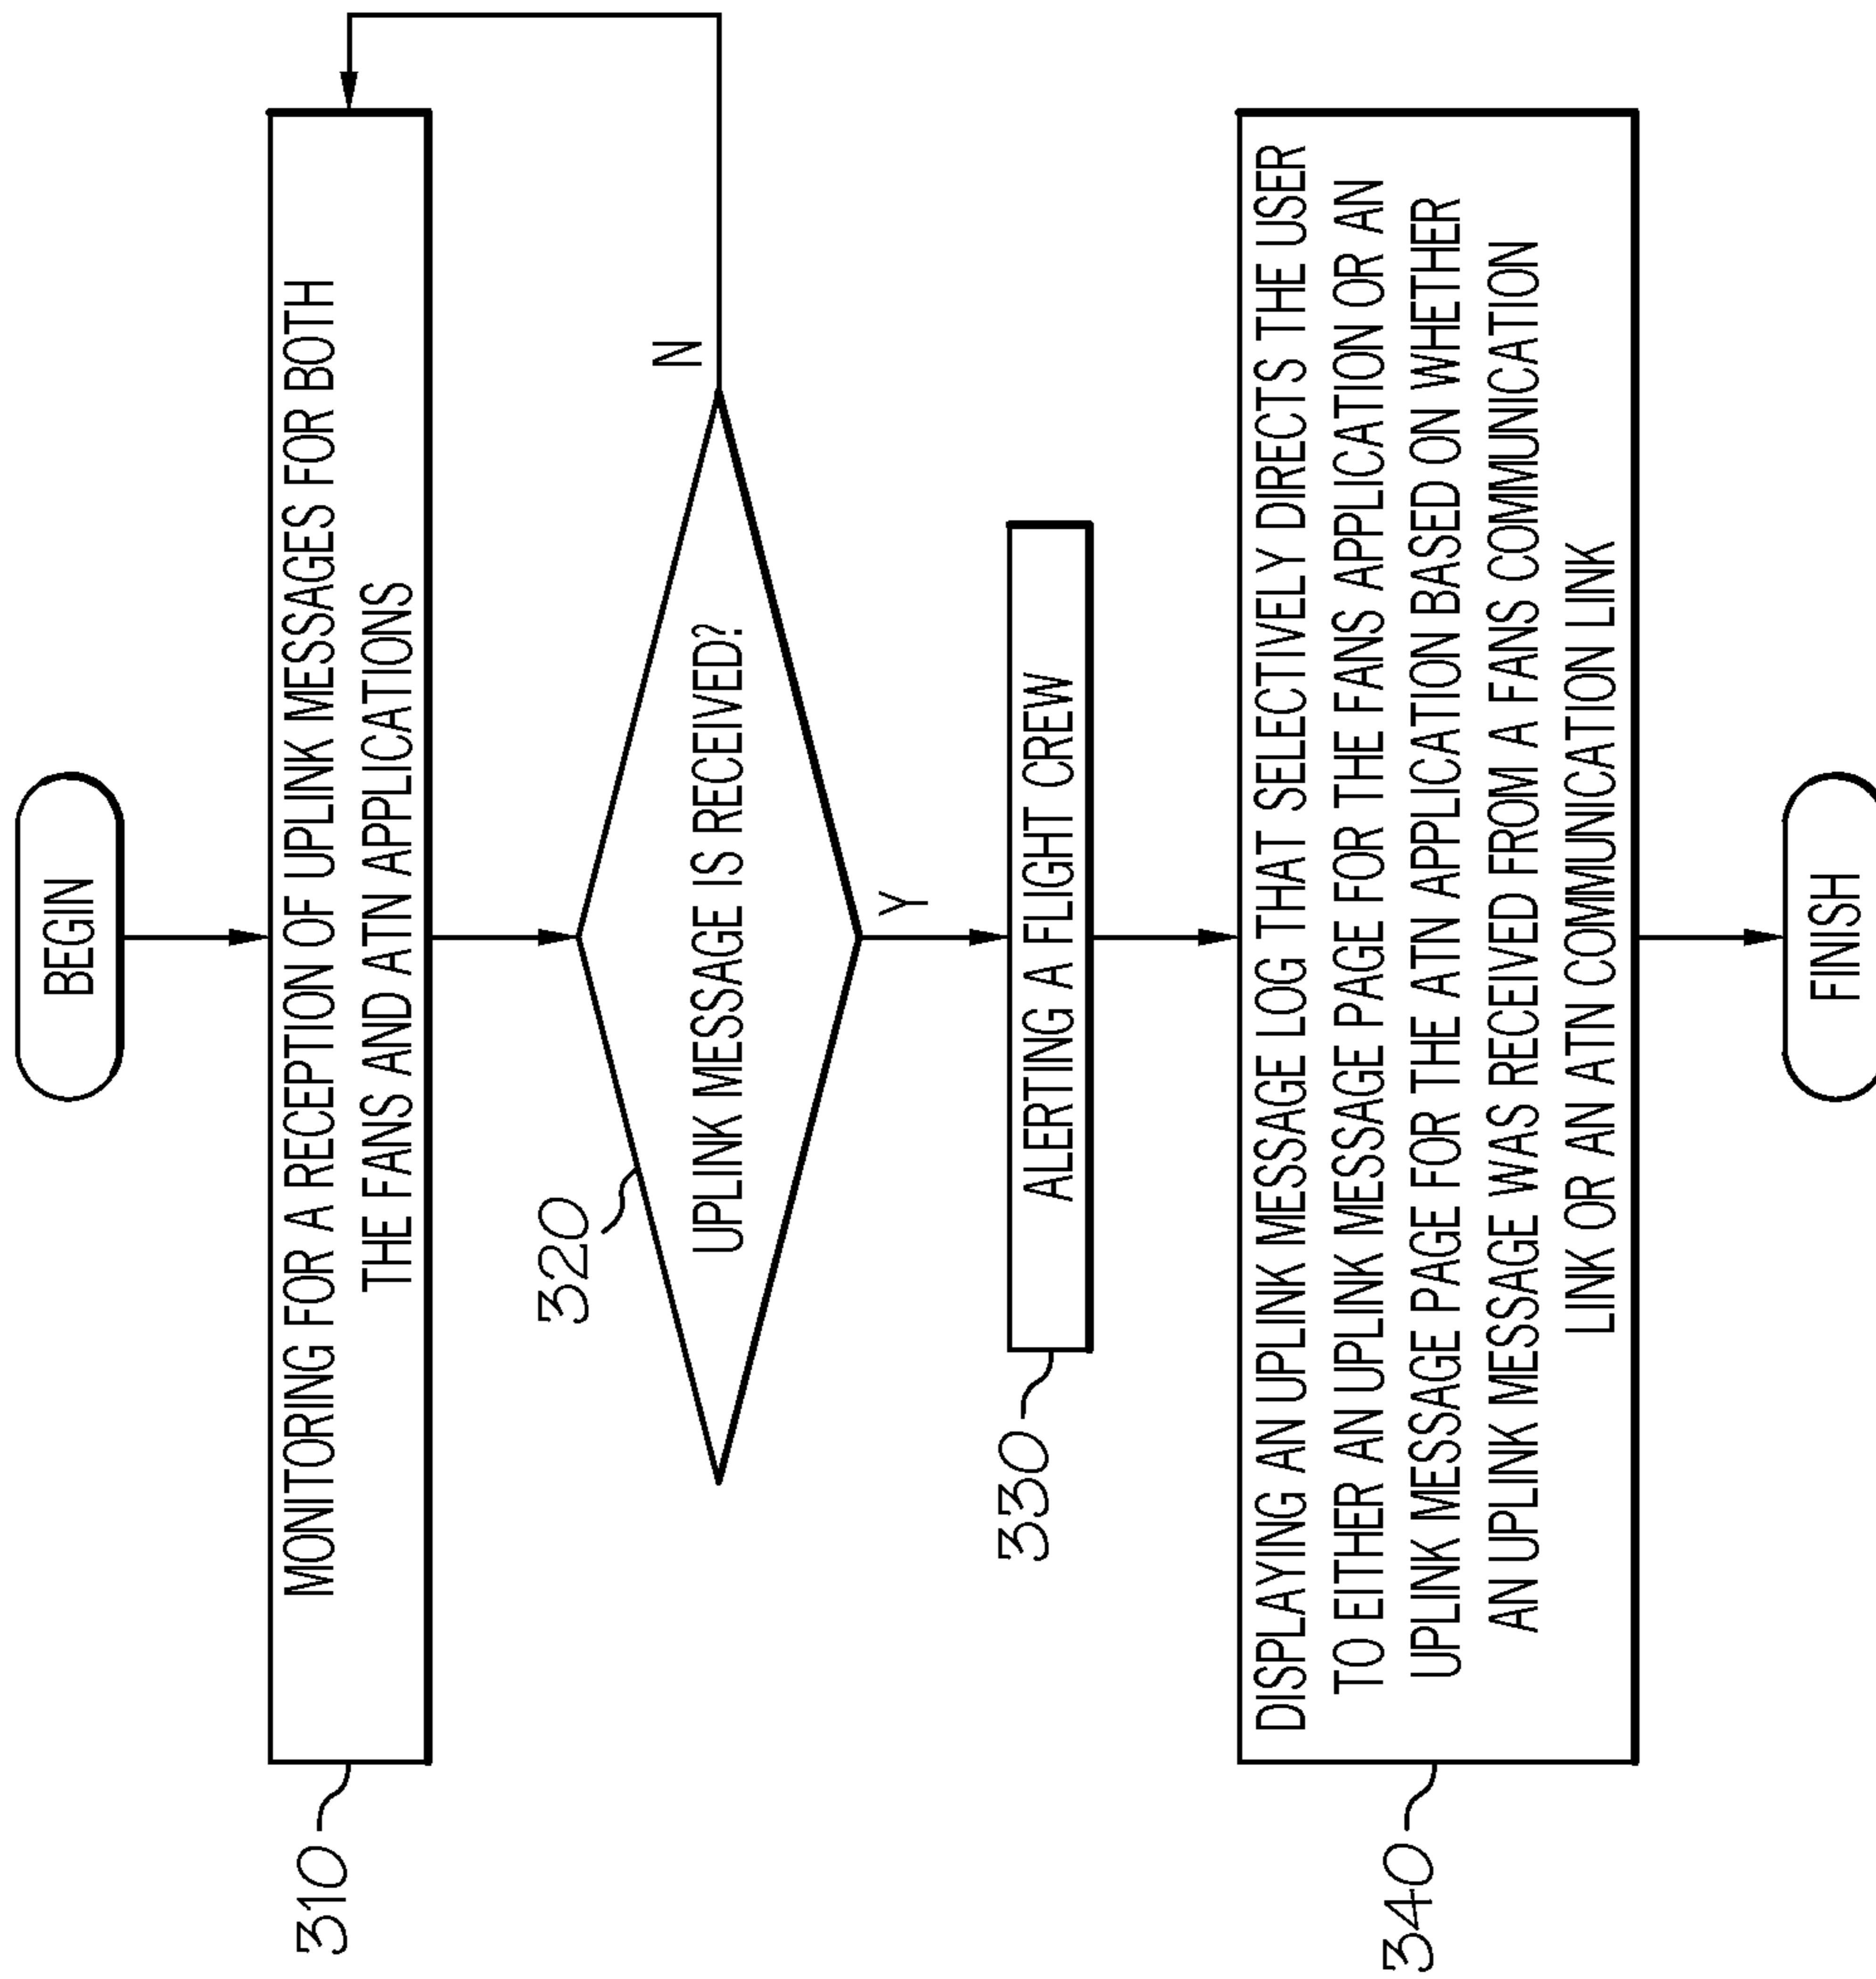 BEGIN
310
MONITORING FOR A RECEPTION OF UPLINK MESSAGES FOR BOTH
THE FANS AND ATN APPLICATIONS
320
UPLINK MESSAGE IS RECEIVED?
N
Y
330
ALERTING A FLIGHT CREW
340
DISPLAYING AN UPLINK MESSAGE LOG THAT SELECTIVELY DIRECTS THE USER
TO EITHER AN UPLINK MESSAGE PAGE FOR THE FANS APPLICATION OR AN
UPLINK MESSAGE PAGE FOR THE ATN APPLICATION BASED ON WHETHER
AN UPLINK MESSAGE WAS RECEIVED FROM A FANS COMMUNICATION
LINK OR AN ATN COMMUNICATION LINK
FINISH